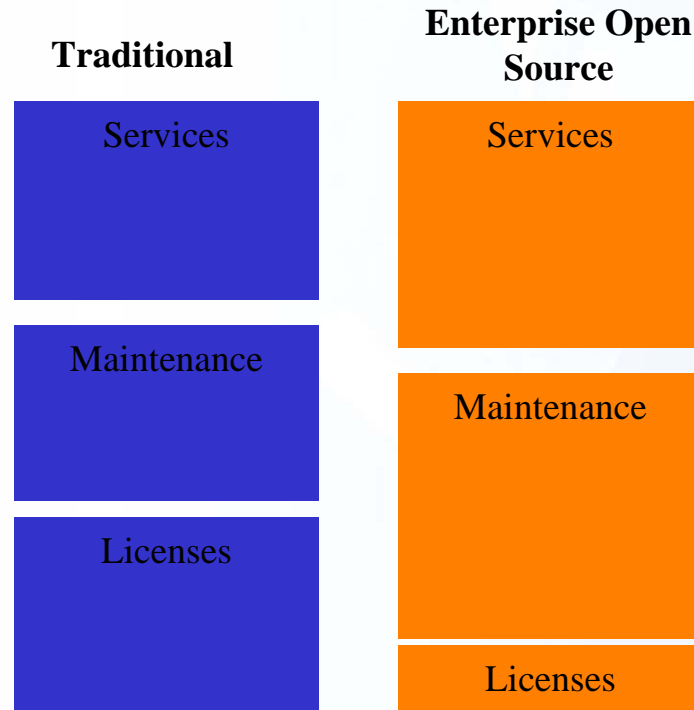 Traditional
Services
Maintenance
Licenses
Enterprise Open
Source
Services
Maintenance
Licenses